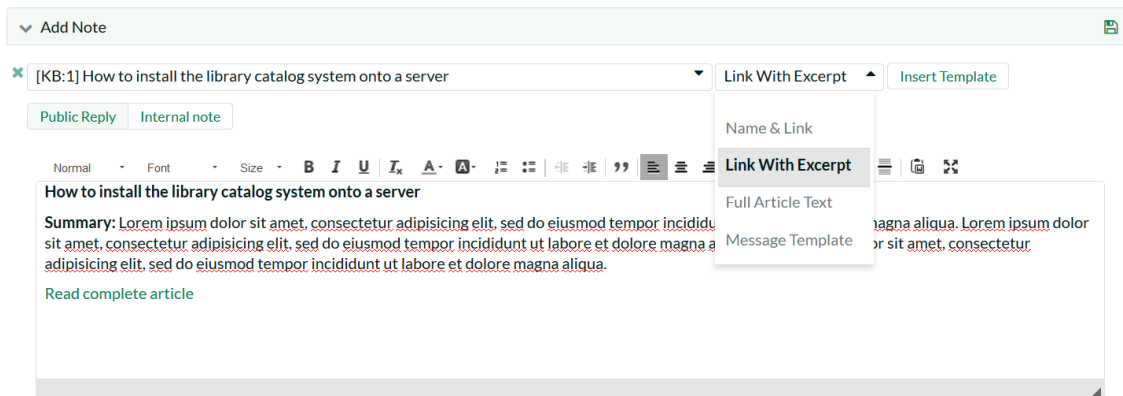 Add Note
[KB:1] How to install the library catalog system onto a server
Link With Excerpt
Insert Template
Public Reply
Internal note
Name & Link
Link With Excerpt
Full Article Text
Message Template
Normal
Font
Size
B I U Tx A A
How to install the library catalog system onto a server
Summary: Lorem ipsum dolor sit amet, consectetur adipisicing elit, sed do eiusmod tempor incididu magna aliqua. Lorem ipsum dolor
sit amet, consectetur adipisicing elit, sed do eiusmod tempor incididunt ut labore et dolore magna a or sit amet, consectetur
adipisicing elit, sed do eiusmod tempor incididunt ut labore et dolore magna aliqua.
Read complete article